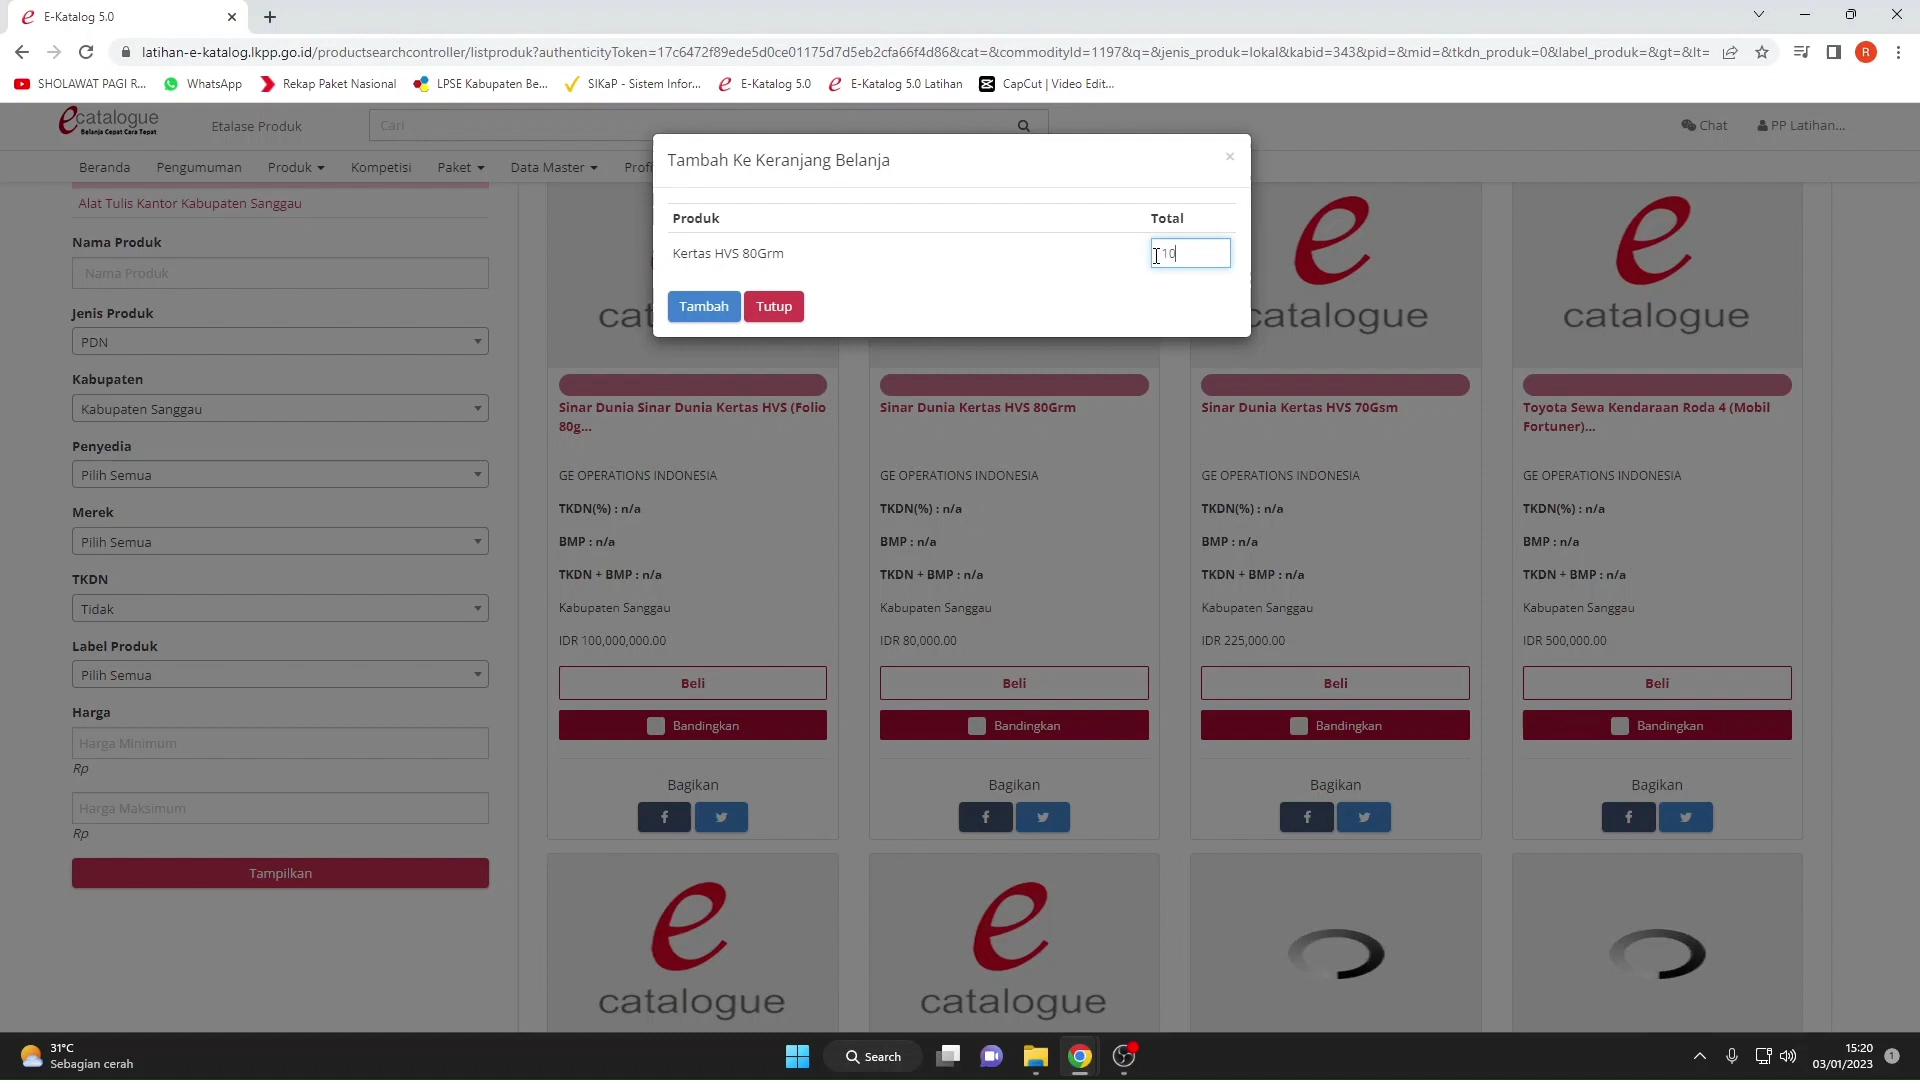 E-Katalog 5.0
latihan-e-katalog.lkpp.go.id/productsearchcontroller/listproduk?authenticityToken=17c6472f89ede5d0ce01175d7d5eb2cfa66f4d86&cat=&commodityId=1197&q=&jenis_produk=lokal&kabid=343&pid=&mid=&tkdn_produk=0&label_produk=&gt=&lt=
R
SHOLAWAT PAGI R...
WhatsApp
Rekap Paket Nasional
LPSE Kabupaten Be...
SIKaP - Sistem Infor...
E-Katalog 5.0
E-Katalog 5.0 Latihan
CapCut | Video Edit...
ecatalogue
Belanja Cepat Cara Tepat
Etalase Produk
Cari
Chat
PP Latihan...
Beranda
Pengumuman
Produk
Kompetisi
Paket
Data Master
Profi
Tambah Ke Keranjang Belanja
×
Produk Total
Kertas HVS 80Grm 10
Tambah Tutup
Alat Tulis Kantor Kabupaten Sanggau
Nama Produk
Nama Produk
Jenis Produk
PDN
Kabupaten
Kabupaten Sanggau
Penyedia
Pilih Semua
Merek
Pilih Semua
TKDN
Tidak
Label Produk
Pilih Semua
Harga
Harga Minimum
Rp
Harga Maksimum
Rp
Tampilkan
cat
Sinar Dunia Sinar Dunia Kertas HVS (Folio
80g...
GE OPERATIONS INDONESIA
TKDN(%) : n/a
BMP : n/a
TKDN + BMP : n/a
Kabupaten Sanggau
IDR 100,000,000.00
Beli
Bandingkan
Bagikan
Sinar Dunia Kertas HVS 80Grm
GE OPERATIONS INDONESIA
TKDN(%) : n/a
BMP : n/a
TKDN + BMP : n/a
Kabupaten Sanggau
IDR 80,000.00
Beli
Bandingkan
Bagikan
catalogue
Sinar Dunia Kertas HVS 70Gsm
GE OPERATIONS INDONESIA
TKDN(%) : n/a
BMP : n/a
TKDN + BMP : n/a
Kabupaten Sanggau
IDR 225,000.00
Beli
Bandingkan
Bagikan
e
catalogue
Toyota Sewa Kendaraan Roda 4 (Mobil
Fortuner)...
GE OPERATIONS INDONESIA
TKDN(%) : n/a
BMP : n/a
TKDN + BMP : n/a
Kabupaten Sanggau
IDR 500,000.00
Beli
Bandingkan
Bagikan
e
catalogue
e
catalogue
31°C
Sebagian cerah
Search
15:20
03/01/2023
1